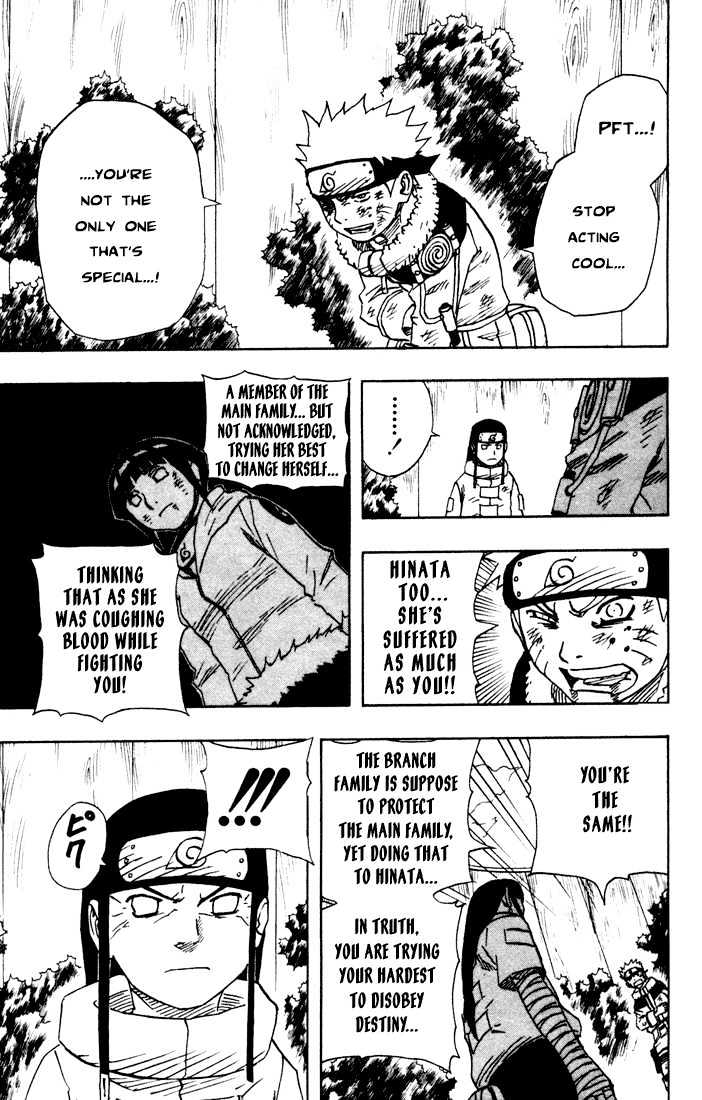 PFT...!
STOP
ACTING
COOL...
....YOU'RE
NOT THE
ONLY ONE
THAT'S
SPECIAL...!
......
A MEMBER OF THE
MAIN FAMILY... BUT
NOT ACKNOWLEDGED,
TRYING HER BEST
TO CHANGE HERSELF...
HINATA
TOO...
SHE'S
SUFFERED
AS MUCH
AS YOU!!
THINKING
THAT AS SHE
WAS COUGHING
BLOOD WHILE
FIGHTING
YOU!
YOU'RE
THE
SAME!!
THE BRANCH
FAMILY IS SUPPOSE
TO PROTECT
THE MAIN FAMILY,
YET DOING THAT
TO HINATA...
IN TRUTH,
YOU ARE TRYING
YOUR HARDEST
TO DISOBEY
DESTINY...
!!!
ピク